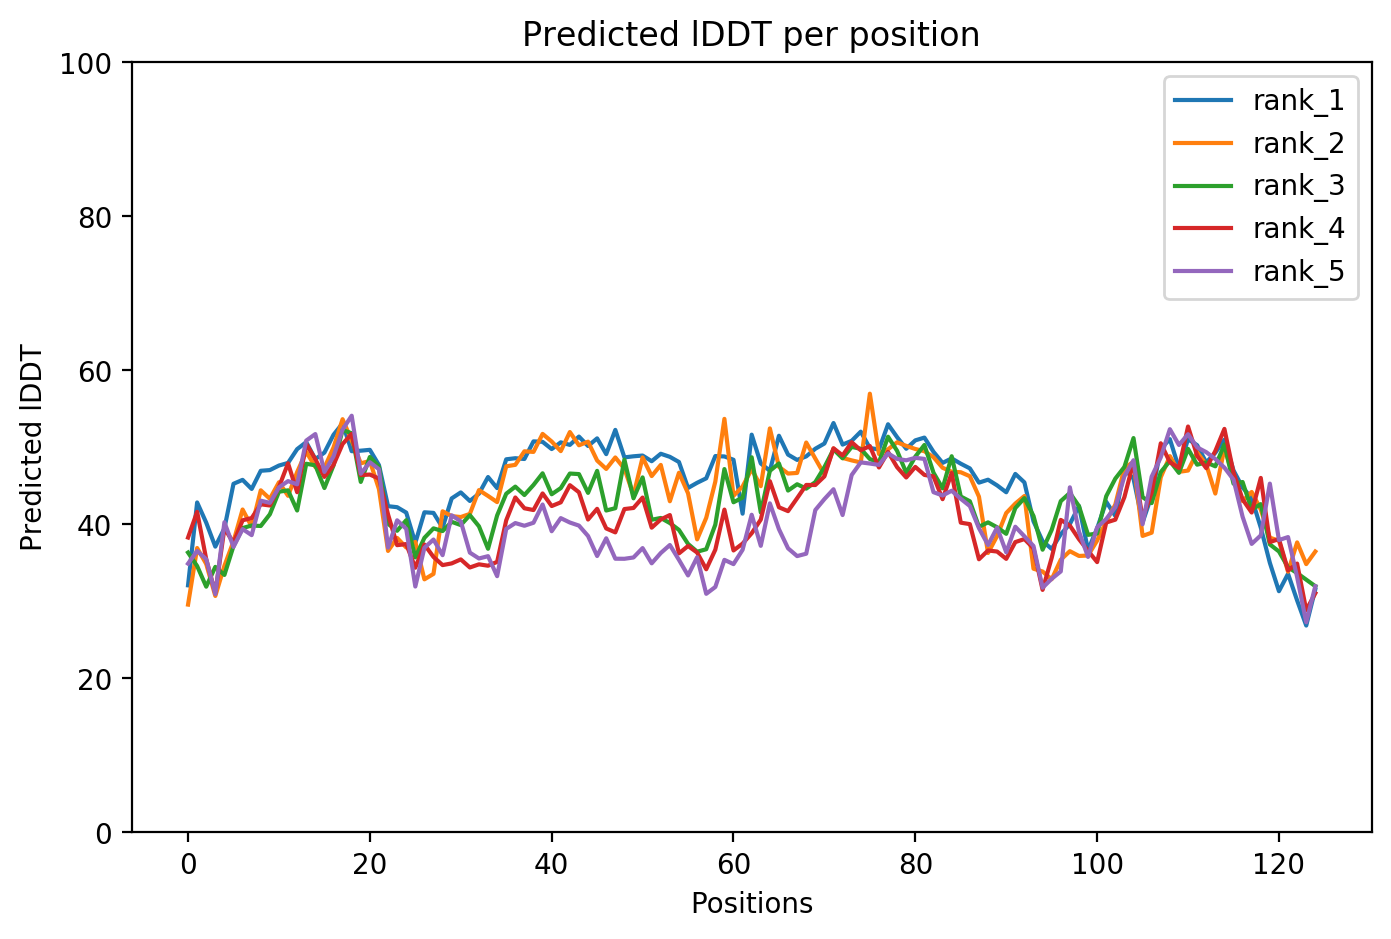 Predicted lDDT per position
100
80
60
40
20
0
Predicted lDDT
0 20 40 60 80 100 120
Positions
rank_1
rank_2
rank_3
rank_4
rank_5